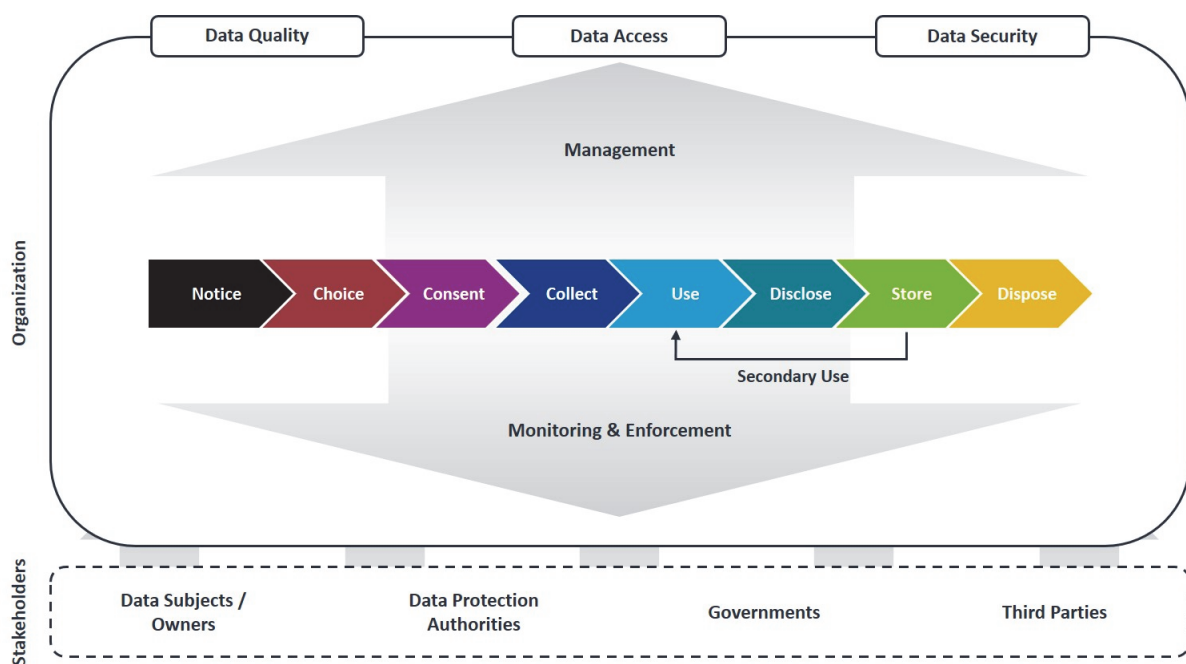 Data Quality
Data Access
Data Security
Management
Organization
Notice
Choice
Consent
Collect
Use
Disclose
Store
Dispose
Secondary Use
Monitoring & Enforcement
Stakeholders
Data Subjects /
Owners
Data Protection
Authorities
Governments
Third Parties